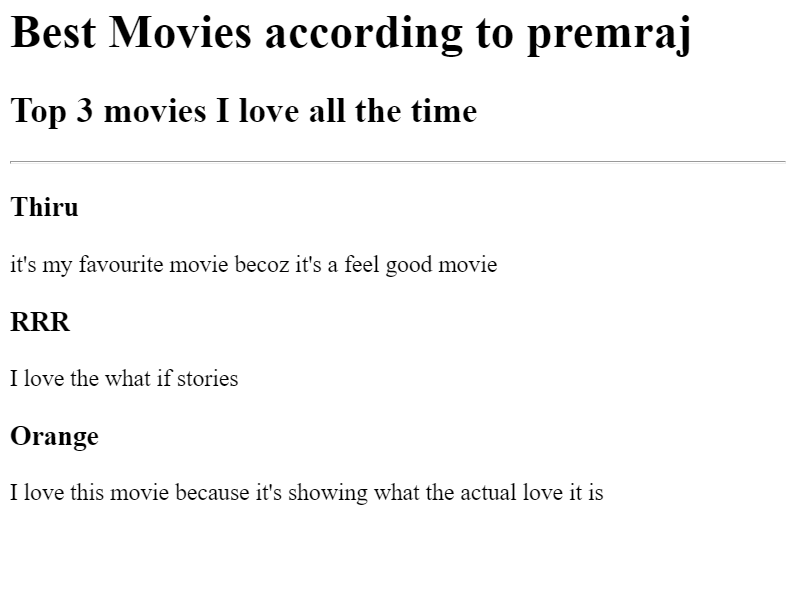 Best Movies according to premraj
Top 3 movies I love all the time
Thiru
it's my favourite movie becoz it's a feel good movie
RRR
I love the what if stories
Orange
I love this movie because it's showing what the actual love it is